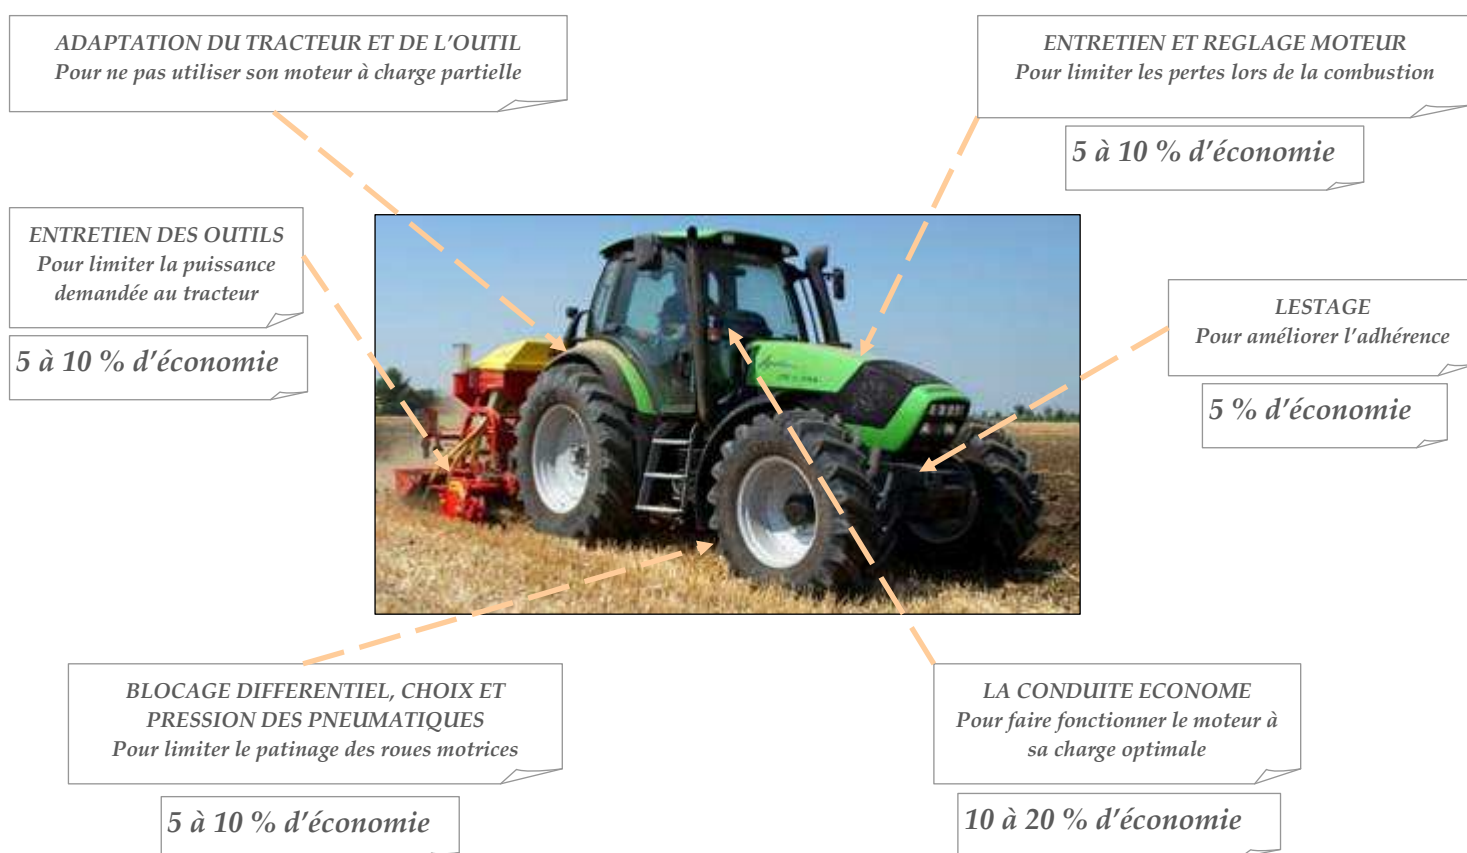 ADAPTATION DU TRACTEUR ET DE L’OUTIL
Pour ne pas utiliser son moteur à charge partielle
ENTRETIEN ET REGLAGE MOTEUR
Pour limiter les pertes lors de la combustion
5 à 10 % d’économie
ENTRETIEN DES OUTILS
Pour limiter la puissance
demandée au tracteur
5 à 10 % d’économie
LESTAGE
Pour améliorer l’adhérence
5 % d’économie
BLOCAGE DIFFERENTIEL, CHOIX ET
PRESSION DES PNEUMATIQUES
Pour limiter le patinage des roues motrices
5 à 10 % d’économie
LA CONDUITE ECONOME
Pour faire fonctionner le moteur à
sa charge optimale
10 à 20 % d’économie